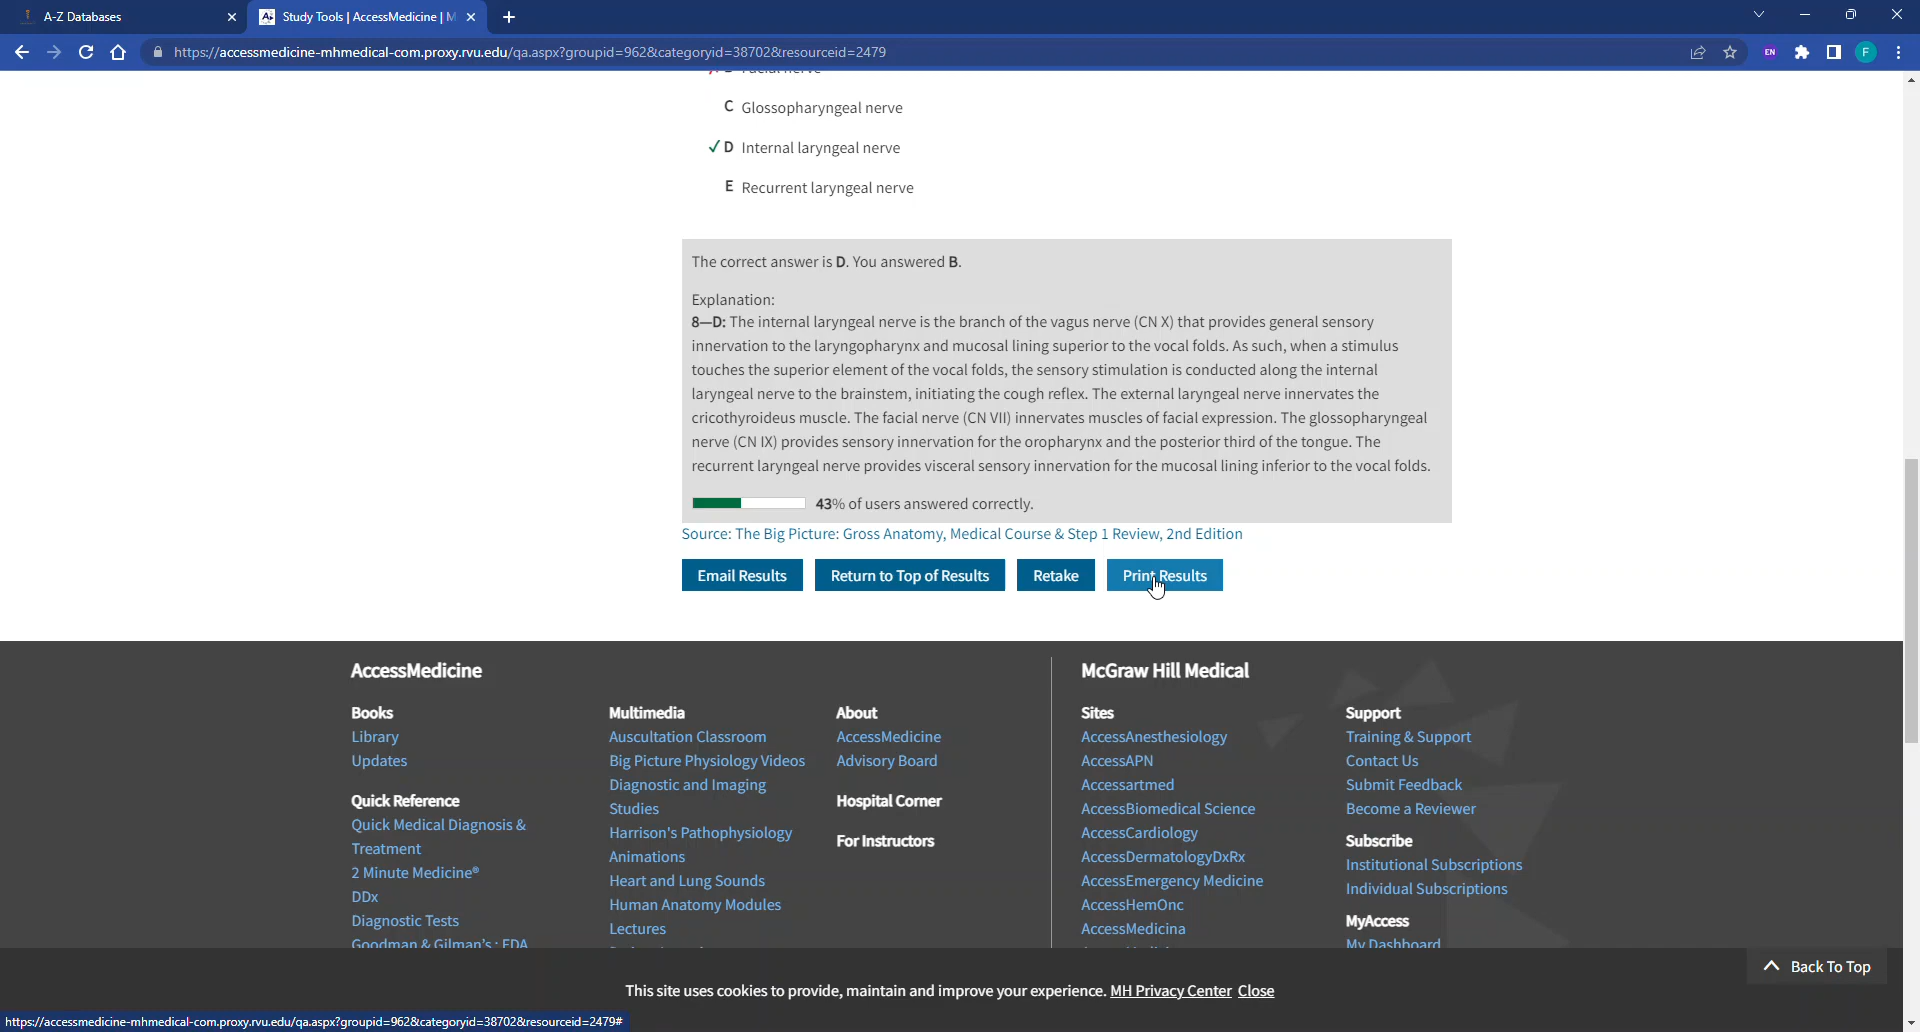 A-Z Databases
Study Tools | AccessMedicine | M
https://accessmedicine-mhmedical-com.proxy.rvu.edu/qa.aspx?groupid=962&categoryid=38702&resourceid=2479
EN
F
C Glossopharyngeal nerve
✓ D Internal laryngeal nerve
E Recurrent laryngeal nerve
The correct answer is D. You answered B.
Explanation:
8—D: The internal laryngeal nerve is the branch of the vagus nerve (CN X) that provides general sensory
innervation to the laryngopharynx and mucosal lining superior to the vocal folds. As such, when a stimulus
touches the superior element of the vocal folds, the sensory stimulation is conducted along the internal
laryngeal nerve to the brainstem, initiating the cough reflex. The external laryngeal nerve innervates the
cricothyroideus muscle. The facial nerve (CN VII) innervates muscles of facial expression. The glossopharyngeal
nerve (CN IX) provides sensory innervation for the oropharynx and the posterior third of the tongue. The
recurrent laryngeal nerve provides visceral sensory innervation for the mucosal lining inferior to the vocal folds.
43% of users answered correctly.
Source: The Big Picture: Gross Anatomy, Medical Course & Step 1 Review, 2nd Edition
Email Results
Return to Top of Results
Retake
Print Results
AccessMedicine
Books
Library
Updates
Quick Reference
Quick Medical Diagnosis &
Treatment
2 Minute Medicine®
DDx
Diagnostic Tests
Goodman & Gilman's: FDA
Multimedia
Auscultation Classroom
Big Picture Physiology Videos
Diagnostic and Imaging
Studies
Harrison's Pathophysiology
Animations
Heart and Lung Sounds
Human Anatomy Modules
Lectures
About
AccessMedicine
Advisory Board
Hospital Corner
For Instructors
McGraw Hill Medical
Sites
AccessAnesthesiology
AccessAPN
Accessartmed
AccessBiomedical Science
AccessCardiology
AccessDermatologyDxRx
AccessEmergency Medicine
AccessHemOnc
AccessMedicina
Support
Training & Support
Contact Us
Submit Feedback
Become a Reviewer
Subscribe
Institutional Subscriptions
Individual Subscriptions
MyAccess
My Dashboard
Back To Top
This site uses cookies to provide, maintain and improve your experience. MH Privacy Center Close
https://accessmedicine-mhmedical-com.proxy.rvu.edu/qa.aspx?groupid=962&categoryid=38702&resourceid=2479#